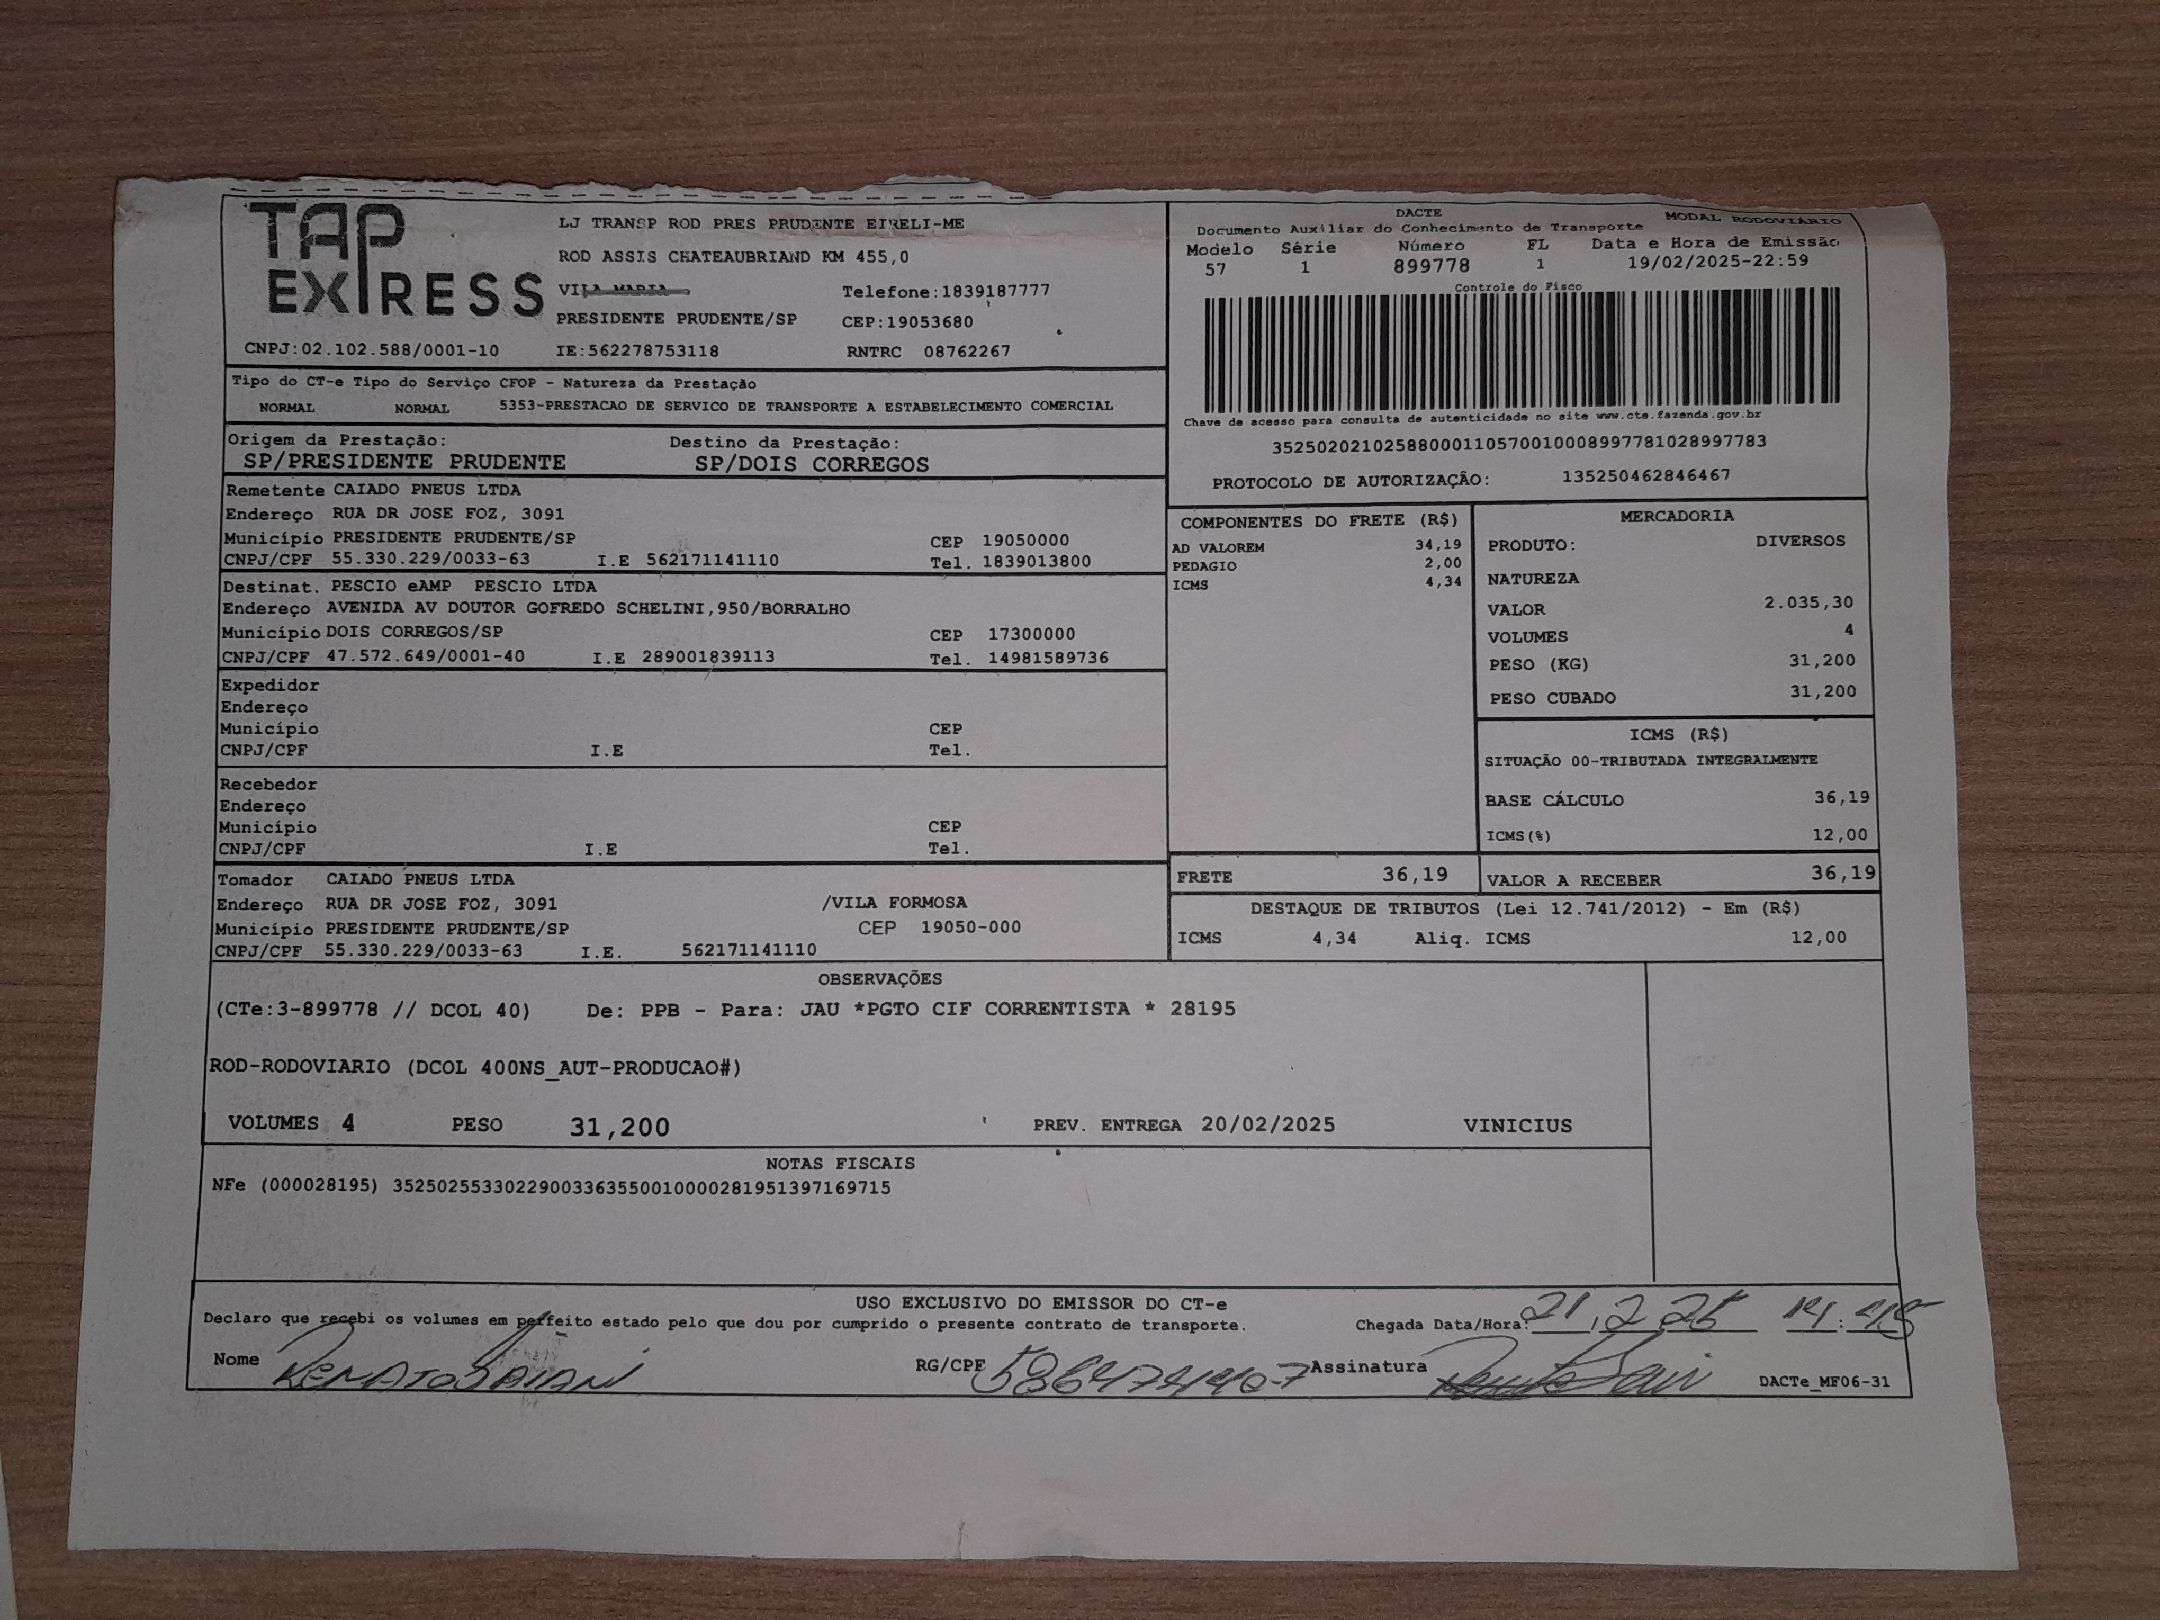 TAP EXPRESS
LJ TRANSP ROD PRES PRUDENTE EIRELI-ME
ROD ASSIS CHATEAUBRIAND KM 455,0
VILA MARIA Telefone:1839187777
PRESIDENTE PRUDENTE/SP CEP:19053680
CNPJ:02.102.588/0001-10 IE:562278753118 RNTRC 08762267
DACTE MODAL RODOVIÁRIO
Documento Auxiliar do Conhecimento de Transporte
Modelo Série Número FL Data e Hora de Emissão
57 1 899778 1 19/02/2025-22:59
Controle do Fisco
Chave de acesso para consulta de autenticidade no site www.cte.fazenda.gov.br
35250202102588000110570010008997781028997783
PROTOCOLO DE AUTORIZAÇÃO: 135250462846467
Tipo do CT-e Tipo do Serviço CFOP - Natureza da Prestação
NORMAL NORMAL 5353-PRESTACAO DE SERVICO DE TRANSPORTE A ESTABELECIMENTO COMERCIAL
Origem da Prestação: Destino da Prestação:
SP/PRESIDENTE PRUDENTE SP/DOIS CORREGOS
Remetente CAIADO PNEUS LTDA
Endereço RUA DR JOSE FOZ, 3091
Município PRESIDENTE PRUDENTE/SP CEP 19050000
CNPJ/CPF 55.330.229/0033-63 I.E 562171141110 Tel. 1839013800
Destinat. PESCIO eAMP PESCIO LTDA
Endereço AVENIDA AV DOUTOR GOFREDO SCHELINI,950/BORRALHO
Município DOIS CORREGOS/SP CEP 17300000
CNPJ/CPF 47.572.649/0001-40 I.E 289001839113 Tel. 14981589736
Expedidor
Endereço
Município CEP
CNPJ/CPF I.E Tel.
Recebedor
Endereço
Município CEP
CNPJ/CPF I.E Tel.
Tomador CAIADO PNEUS LTDA
Endereço RUA DR JOSE FOZ, 3091 /VILA FORMOSA
Município PRESIDENTE PRUDENTE/SP CEP 19050-000
CNPJ/CPF 55.330.229/0033-63 I.E. 562171141110
COMPONENTES DO FRETE (R$)
AD VALOREM 34,19
PEDAGIO 2,00
ICMS 4,34
MERCADORIA
PRODUTO: DIVERSOS
NATUREZA
VALOR 2.035,30
VOLUMES 4
PESO (KG) 31,200
PESO CUBADO 31,200
ICMS (R$)
SITUAÇÃO 00-TRIBUTADA INTEGRALMENTE
BASE CÁLCULO 36,19
ICMS(%) 12,00
FRETE 36,19 VALOR A RECEBER 36,19
DESTAQUE DE TRIBUTOS (Lei 12.741/2012) - Em (R$)
ICMS 4,34 Aliq. ICMS 12,00
OBSERVAÇÕES
(CTe:3-899778 // DCOL 40) De: PPB - Para: JAU *PGTO CIF CORRENTISTA * 28195
ROD-RODOVIARIO (DCOL 400NS_AUT-PRODUCAO#)
VOLUMES 4 PESO 31,200 PREV. ENTREGA 20/02/2025 VINICIUS
NOTAS FISCAIS
NFe (000028195) 35250255330229003363550010000281951397169715
USO EXCLUSIVO DO EMISSOR DO CT-e
Declaro que recebi os volumes em perfeito estado pelo que dou por cumprido o presente contrato de transporte. Chegada Data/Hora: 21,2,25 14:45
Nome RENATO RG/CPF Assinatura DACTe_MF06-31